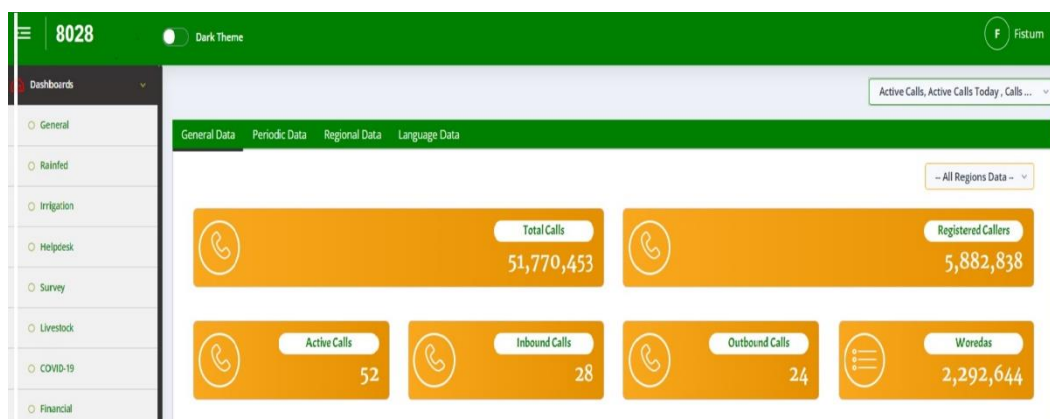 8028
Dark Theme
F
Fistum
Dashboards
General
Rainfed
Irrigation
Helpdesk
Survey
Livestock
COVID-19
Financial
Active Calls, Active Calls Today , Calls ...
General Data Periodic Data Regional Data Language Data
-- All Regions Data --
Total Calls
51,770,453
Registered Callers
5,882,838
Active Calls
52
Inbound Calls
28
Outbound Calls
24
Woredas
2,292,644